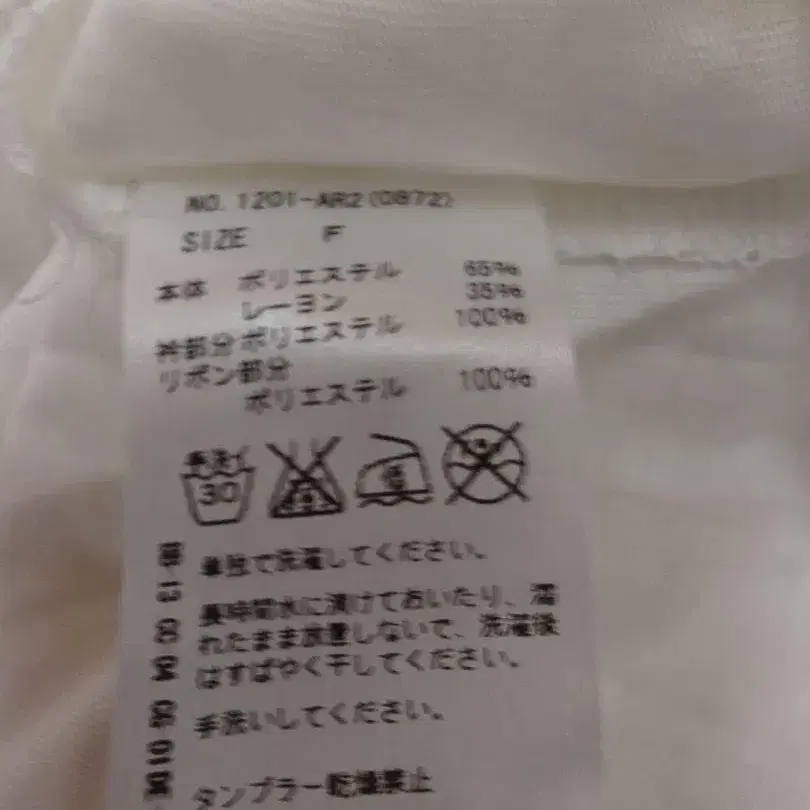 NO. 1201-AR2(0872)
SIZE F
本体 ポリエステル 65%
レーヨン 35%
衿部分ポリエステル 100%
リボン部分
ポリエステル 100%
手洗イ
30
単独で洗濯してください。
長時間水に漬けておいたり、濡
れたまま放置しないで、洗濯後
はすばやく干してください。
手洗いしてください。
タンブラー乾燥禁止